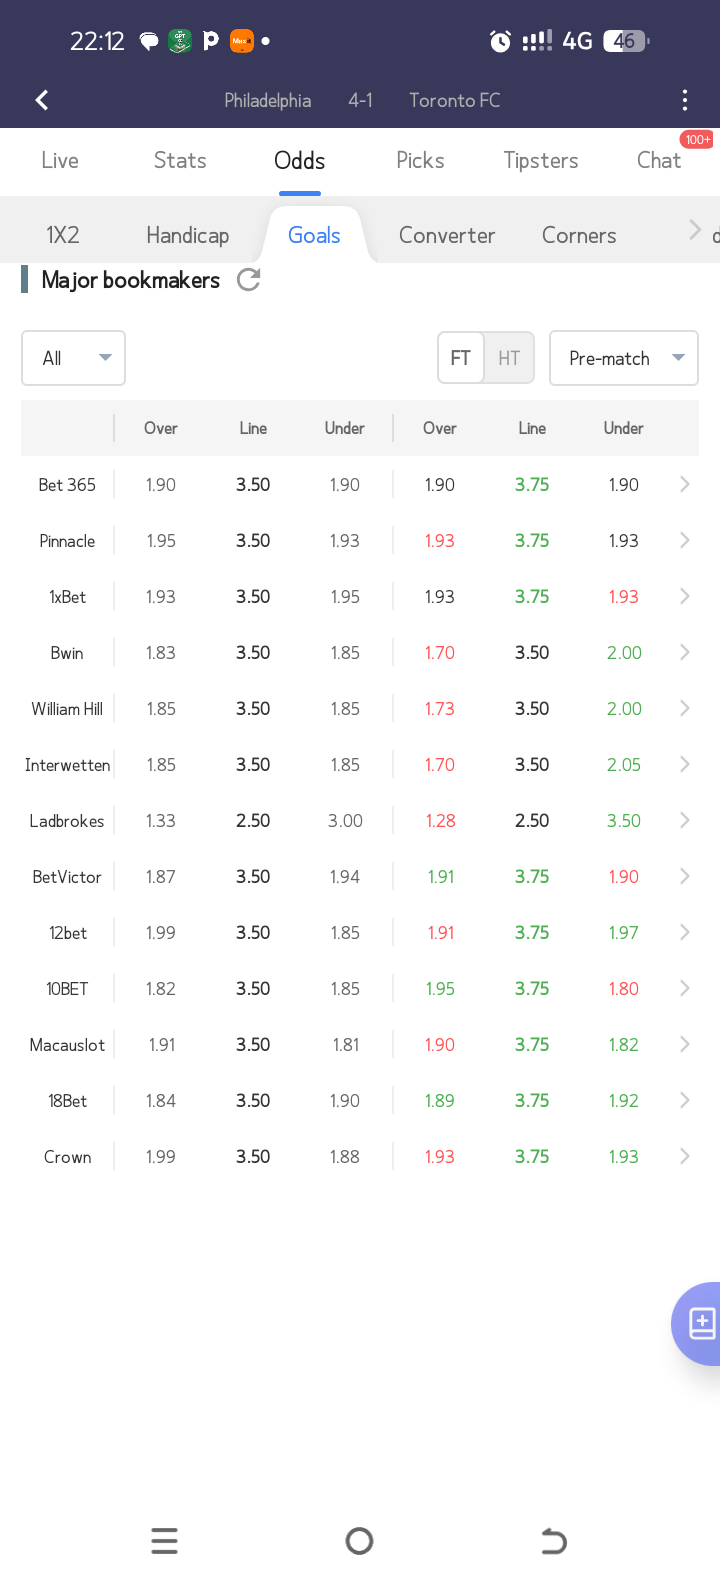 22:12 4G 46
Philadelphia 4-1 Toronto FC
100+
Live Stats Odds Picks Tipsters Chat
1X2 Handicap Goals Converter Corners
Major bookmakers
All FT HT Pre-match
Over Line Under Over Line Under
Bet 365 1.90 3.50 1.90 1.90 3.75 1.90
Pinnacle 1.95 3.50 1.93 1.93 3.75 1.93
1xBet 1.93 3.50 1.95 1.93 3.75 1.93
Bwin 1.83 3.50 1.85 1.70 3.50 2.00
William Hill 1.85 3.50 1.85 1.73 3.50 2.00
Interwetten 1.85 3.50 1.85 1.70 3.50 2.05
Ladbrokes 1.33 2.50 3.00 1.28 2.50 3.50
BetVictor 1.87 3.50 1.94 1.91 3.75 1.90
12bet 1.99 3.50 1.85 1.91 3.75 1.97
10BET 1.82 3.50 1.85 1.95 3.75 1.80
Macauslot 1.91 3.50 1.81 1.90 3.75 1.82
18Bet 1.84 3.50 1.90 1.89 3.75 1.92
Crown 1.99 3.50 1.88 1.93 3.75 1.93